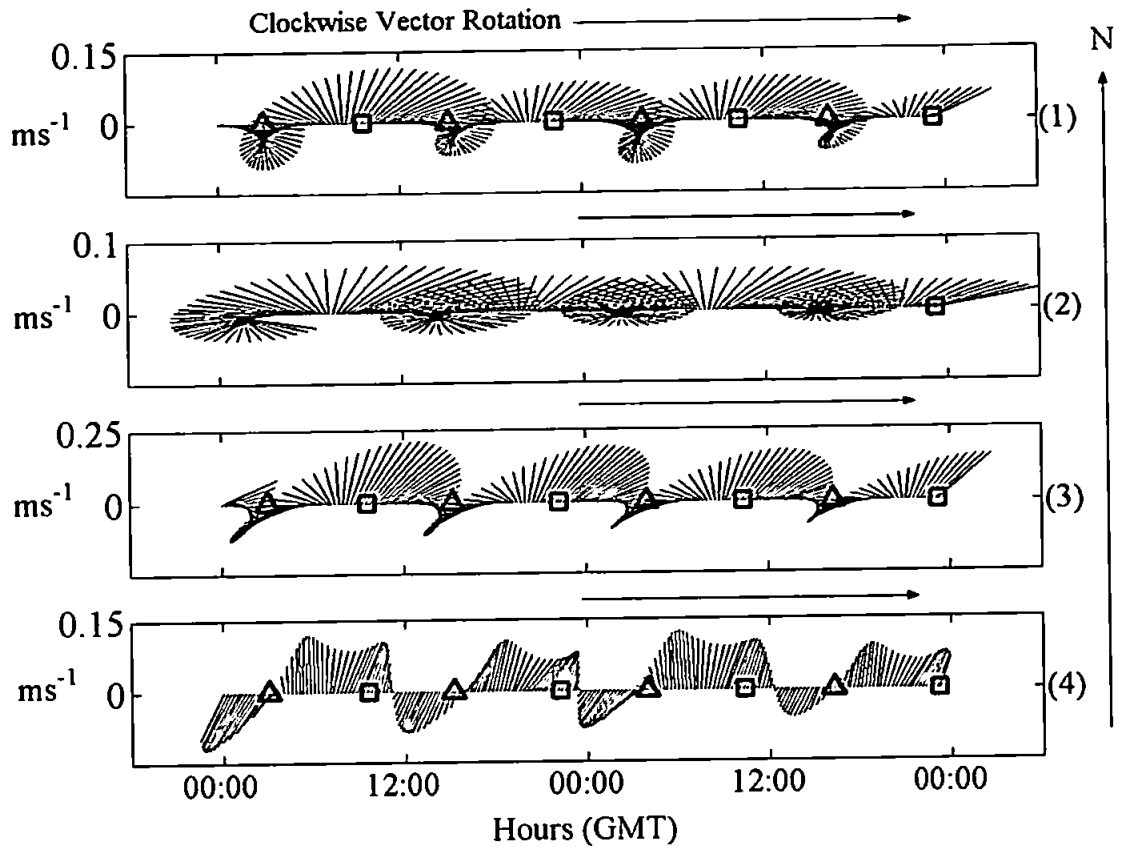 Clockwise Vector Rotation
N
0.15
ms⁻¹
0
(1)
0.1
ms⁻¹
0
(2)
0.25
ms⁻¹
0
(3)
0.15
ms⁻¹
0
(4)
00:00 12:00 00:00 12:00 00:00
Hours (GMT)